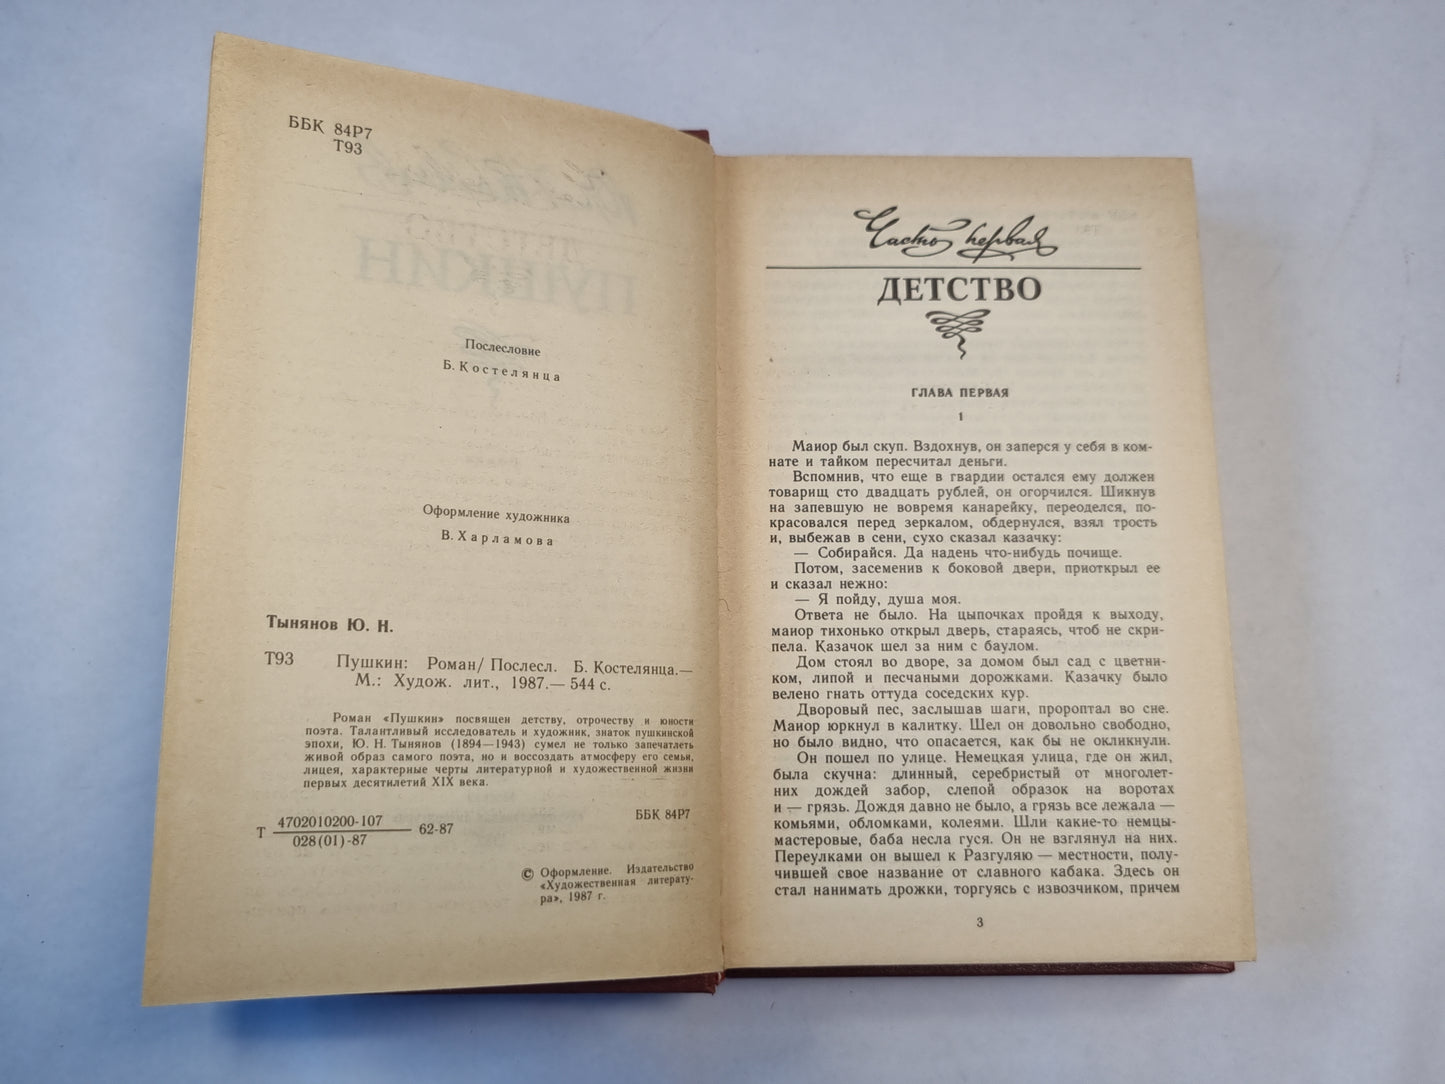 ББК 84Р7
Т93
Послесловие
Б. Костелянца
Оформление художника
В. Харламова
Тынянов Ю. Н.
Т93 Пушкин: Роман/ Послесл. Б. Костелянца.—
М.: Худож. лит., 1987.— 544 с.
Роман «Пушкин» посвящен детству, отрочеству и юности
поэта. Талантливый исследователь и художник, знаток пушкинской
эпохи, Ю. Н. Тынянов (1894—1943) сумел не только запечатлеть
живой образ самого поэта, но и воссоздать атмосферу его семьи,
лицея, характерные черты литературной и художественной жизни
первых десятилетий XIX века.
Т 4702010200-107
028(01)-87
62-87
ББК 84Р7
© Оформление. Издательство
«Художественная литерату-
ра», 1987 г.
Часть первая
ДЕТСТВО
ГЛАВА ПЕРВАЯ
1
Маиор был скуп. Вздохнув, он заперся у себя в ком-
нате и тайком пересчитал деньги.
Вспомнив, что еще в гвардии остался ему должен
товарищ сто двадцать рублей, он огорчился. Шикнув
на запевшую не вовремя канарейку, переоделся, по-
красовался перед зеркалом, обдернулся, взял трость
и, выбежав в сени, сухо сказал казачку:
— Собирайся. Да надень что-нибудь почище.
Потом, засеменив к боковой двери, приоткрыл ее
и сказал нежно:
— Я пойду, душа моя.
Ответа не было. На цыпочках пройдя к выходу,
маиор тихонько открыл дверь, стараясь, чтоб не скри-
пела. Казачок шел за ним с баулом.
Дом стоял во дворе, за домом был сад с цветни-
ком, липой и песчаными дорожками. Казачку было
велено гнать оттуда соседских кур.
Дворовый пес, заслышав шаги, пророптал во сне.
Маиор юркнул в калитку. Шел он довольно свободно,
но было видно, что опасается, как бы не окликнули.
Он пошел по улице. Немецкая улица, где он жил,
была скучна: длинный, серебристый от многолет-
них дождей забор, слепой образок на воротах
и — грязь. Дождя давно не было, а грязь все лежала —
комьями, обломками, колеями. Шли какие-то немцы-
мастеровые, баба несла гуся. Он не взглянул на них.
Переулками он вышел к Разгуляю — местности, полу-
чившей свое название от славного кабака. Здесь он
стал нанимать дрожки, торгуясь с извозчиком, причем
3